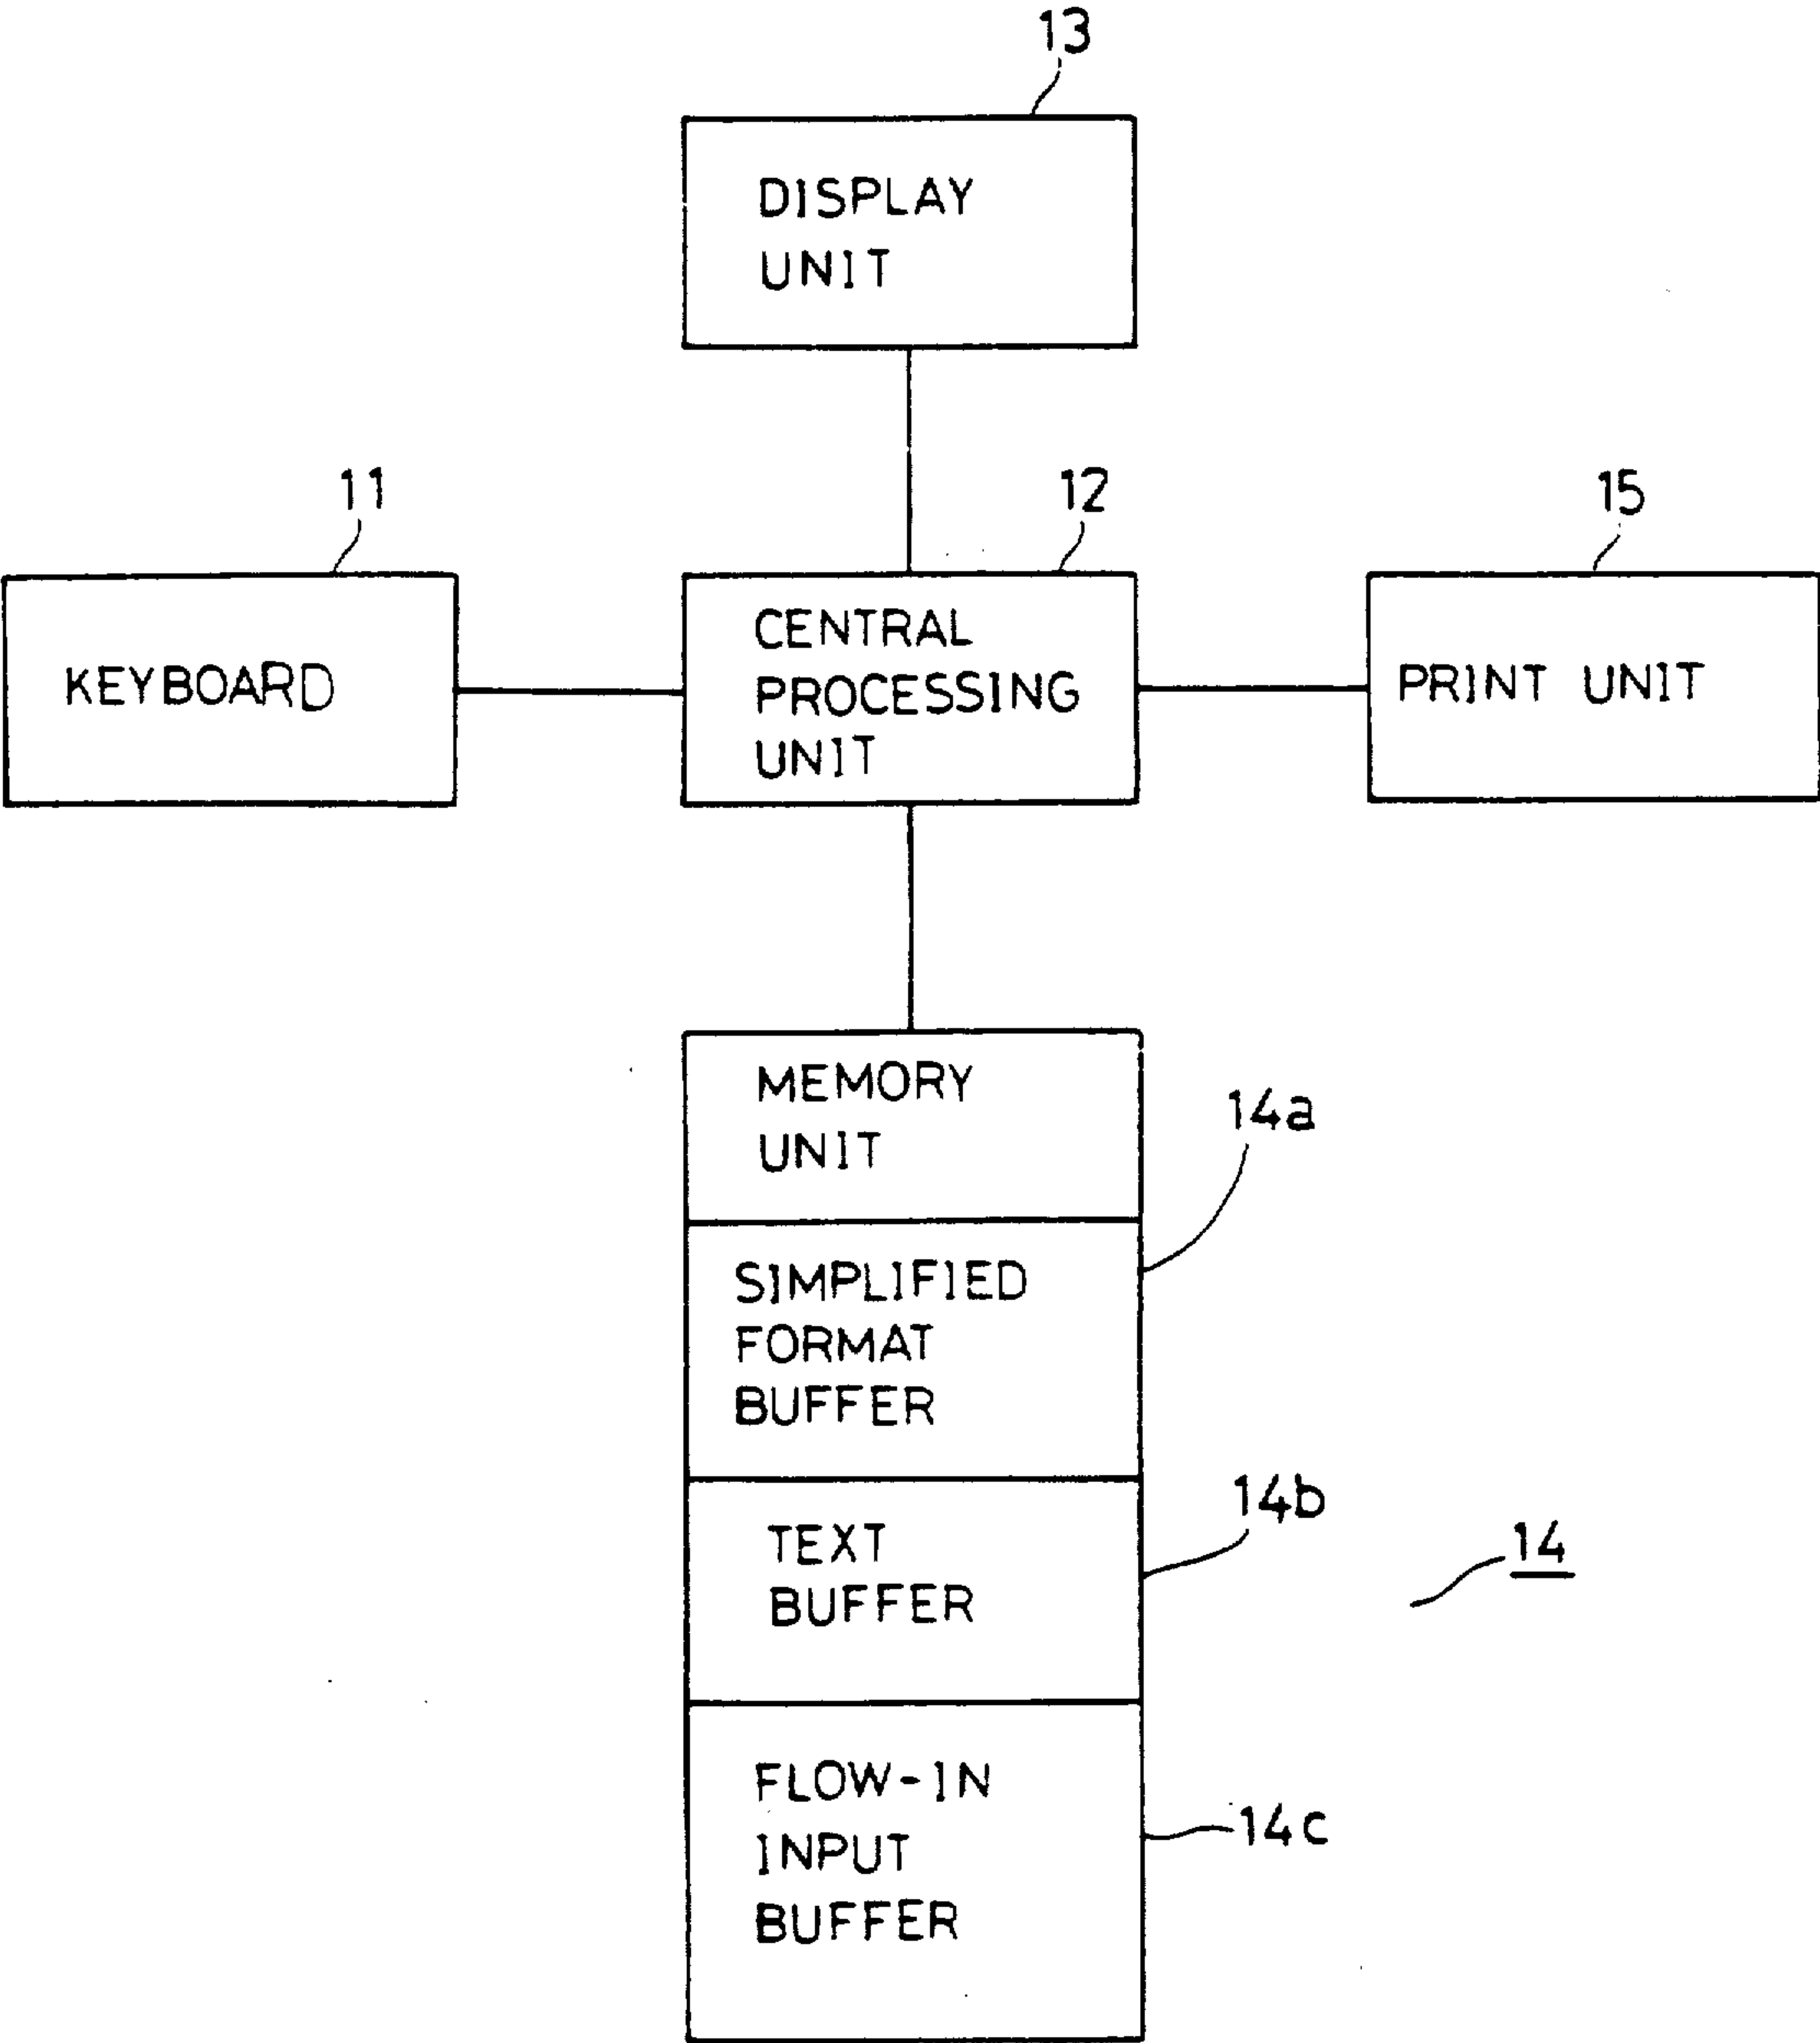 13
DISPLAY
UNIT
11
12
15
KEYBOARD
CENTRAL
PROCESSING
UNIT
PRINT UNIT
MEMORY
UNIT
14a
SIMPLIFIED
FORMAT
BUFFER
14b
TEXT
BUFFER
14
FLOW-IN
INPUT
BUFFER
14c